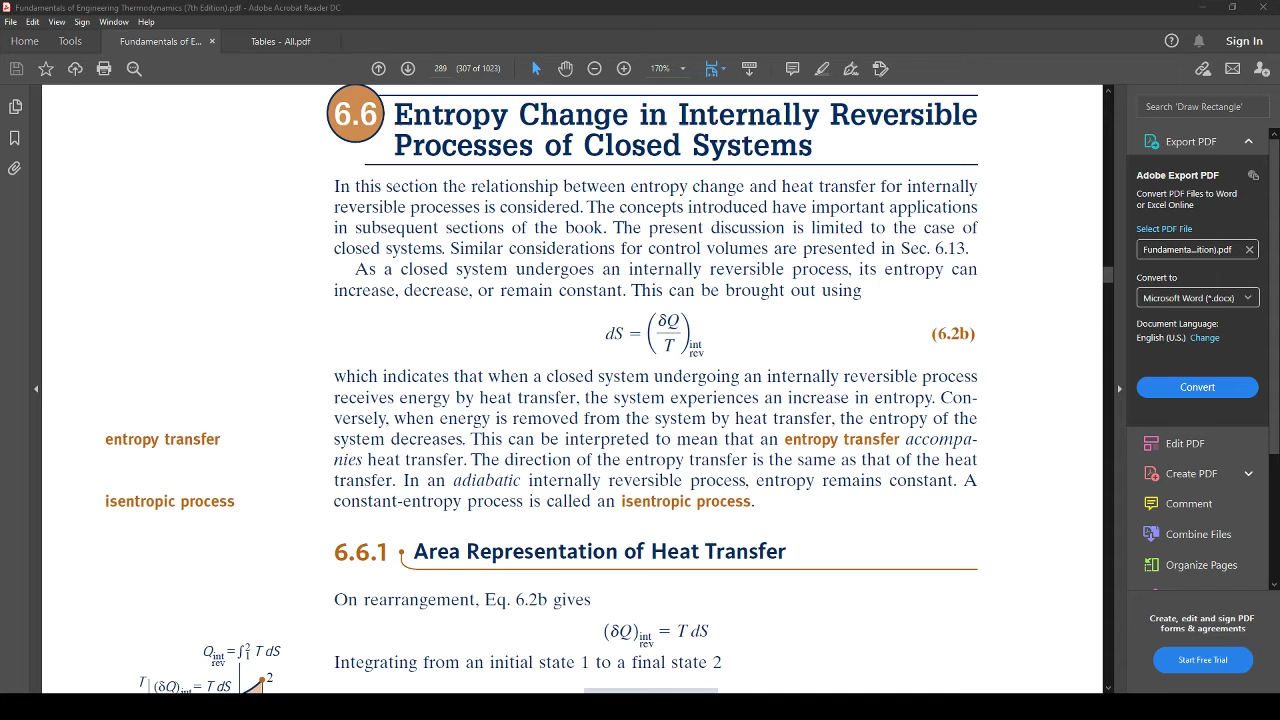 Fundamentals of Engineering Thermodynamics (7th Edition).pdf - Adobe Acrobat Reader DC
File Edit View Sign Window Help
Home Tools Fundamentals of E... × Tables - All.pdf Sign In
289 (307 of 1023) 170%
6.6 Entropy Change in Internally Reversible
Processes of Closed Systems
In this section the relationship between entropy change and heat transfer for internally
reversible processes is considered. The concepts introduced have important applications
in subsequent sections of the book. The present discussion is limited to the case of
closed systems. Similar considerations for control volumes are presented in Sec. 6.13.
As a closed system undergoes an internally reversible process, its entropy can
increase, decrease, or remain constant. This can be brought out using
dS = (δQ/T) int rev (6.2b)
which indicates that when a closed system undergoing an internally reversible process
receives energy by heat transfer, the system experiences an increase in entropy. Con-
versely, when energy is removed from the system by heat transfer, the entropy of the
system decreases. This can be interpreted to mean that an entropy transfer accompa-
nies heat transfer. The direction of the entropy transfer is the same as that of the heat
transfer. In an adiabatic internally reversible process, entropy remains constant. A
constant-entropy process is called an isentropic process.
entropy transfer
isentropic process
6.6.1 Area Representation of Heat Transfer
On rearrangement, Eq. 6.2b gives
(δQ) int rev = T dS
Integrating from an initial state 1 to a final state 2
Q int rev = ∫₁² T dS
T (δQ) int = T dS 2
Search 'Draw Rectangle'
Export PDF
Adobe Export PDF
Convert PDF Files to Word
or Excel Online
Select PDF File
Fundamenta...ition).pdf ×
Convert to
Microsoft Word (*.docx)
Document Language:
English (U.S.) Change
Convert
Edit PDF
Create PDF
Comment
Combine Files
Organize Pages
Create, edit and sign PDF
forms & agreements
Start Free Trial